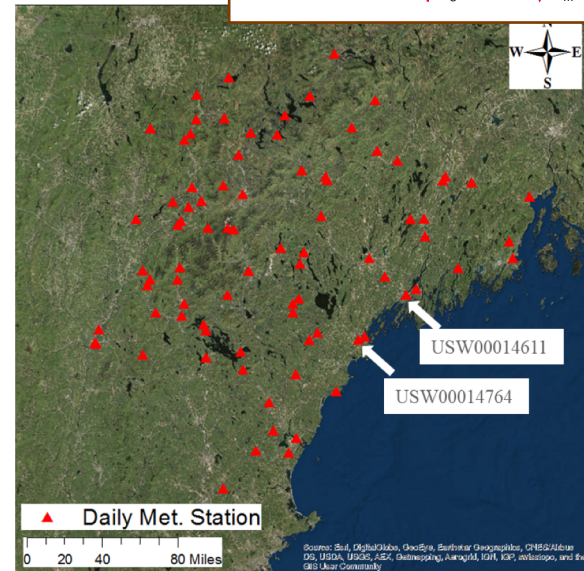 N
W E
S
USW00014611
USW00014764
Daily Met. Station
0 20 40 80 Miles
Source: Esri, DigitalGlobe, GeoEye, Earthstar Geographics, CNES/Airbus
DS, USDA, USGS, AEX, Getmapping, Aerogrid, IGN, IGP, swisstopo, and the
GIS User Community